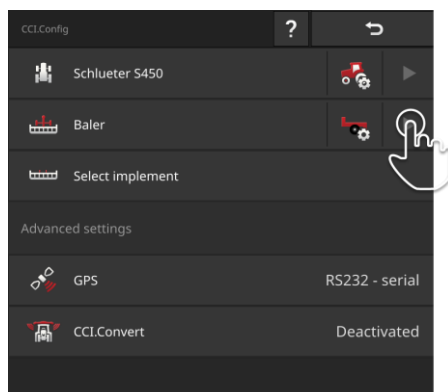 CCI.Config
?
Schlueter S450
Baler
Select implement
Advanced settings
GPS RS232 - serial
CCI.Convert Deactivated